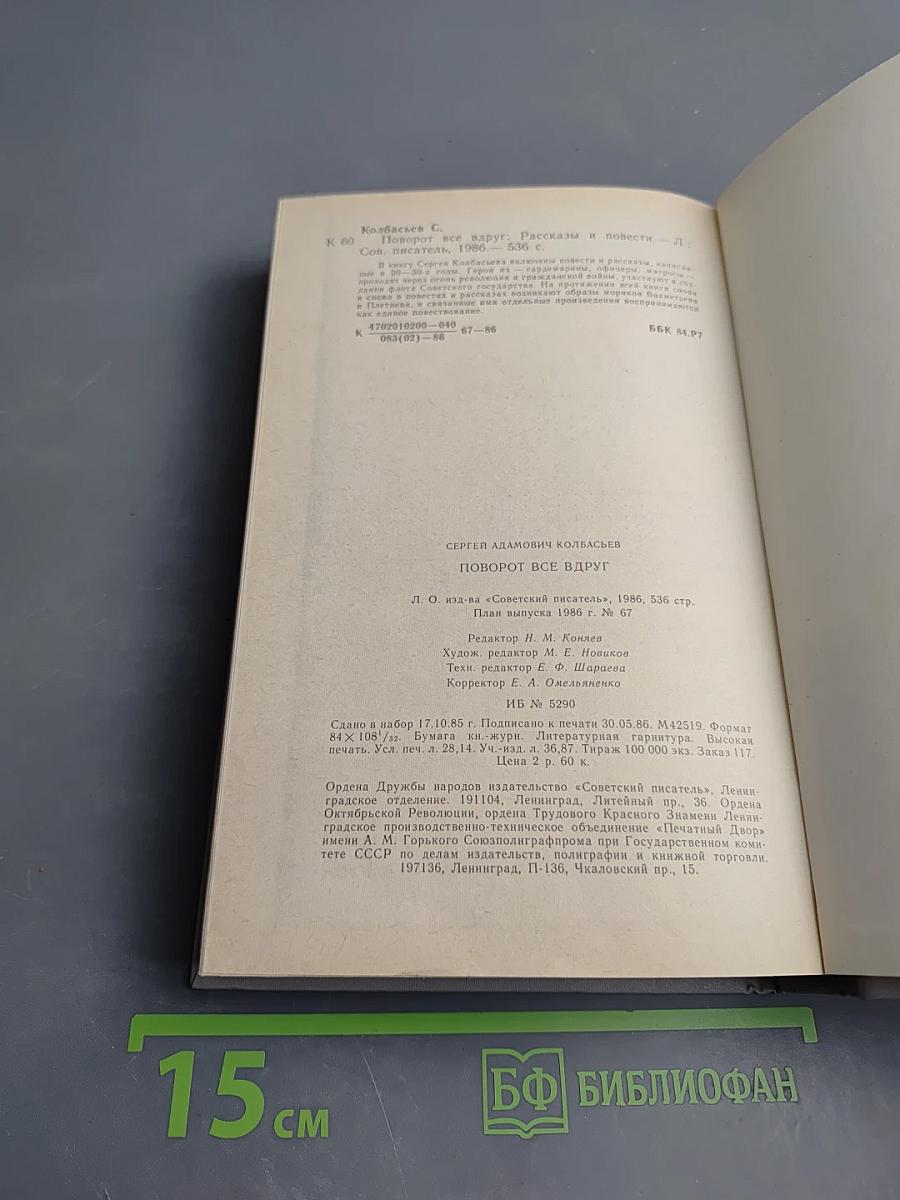 Колбасьев С.
К 60 Поворот все вдруг: Рассказы и повести.— Л.:
Сов. писатель, 1986.— 536 с.
В книгу Сергея Колбасьева включены повести и рассказы, написан-
ные в 20—30-е годы. Герои их — гардемарины, офицеры, матросы —
проходят через огонь революции и гражданской войны, участвуют в соз-
дании флота Советского государства. На протяжении всей книги снова
и снова в повестях и рассказах возникают образы моряков Бахметьева
и Плетнева, и связанные ими отдельные произведения воспринимаются
как единое повествование.
К 4702010200—040 67—86 ББК 84.Р7
083(02)—86
СЕРГЕЙ АДАМОВИЧ КОЛБАСЬЕВ
ПОВОРОТ ВСЕ ВДРУГ
Л. О. изд-ва «Советский писатель», 1986, 536 стр.
План выпуска 1986 г. № 67
Редактор Н. М. Коняев
Худож. редактор М. Е. Новиков
Техн. редактор Е. Ф. Шараева
Корректор Е. А. Омельяненко
ИБ № 5290
Сдано в набор 17.10.85 г. Подписано к печати 30.05.86. М42519. Формат
84×108¹/₃₂. Бумага кн.-журн. Литературная гарнитура. Высокая
печать. Усл. печ. л. 28,14. Уч.-изд. л. 36,87. Тираж 100 000 экз. Заказ 117.
Цена 2 р. 60 к.
Ордена Дружбы народов издательство «Советский писатель», Ленин-
градское отделение. 191104, Ленинград, Литейный пр., 36. Ордена
Октябрьской Революции, ордена Трудового Красного Знамени Ленин-
градское производственно-техническое объединение «Печатный Двор»
имени А. М. Горького Союзполиграфпрома при Государственном коми-
тете СССР по делам издательств, полиграфии и книжной торговли.
197136, Ленинград, П-136, Чкаловский пр., 15.
15 см
БФ БИБЛИОФАН